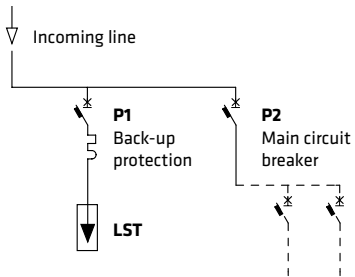 Incoming line
P1
Back-up
protection
P2
Main circuit
breaker
LST